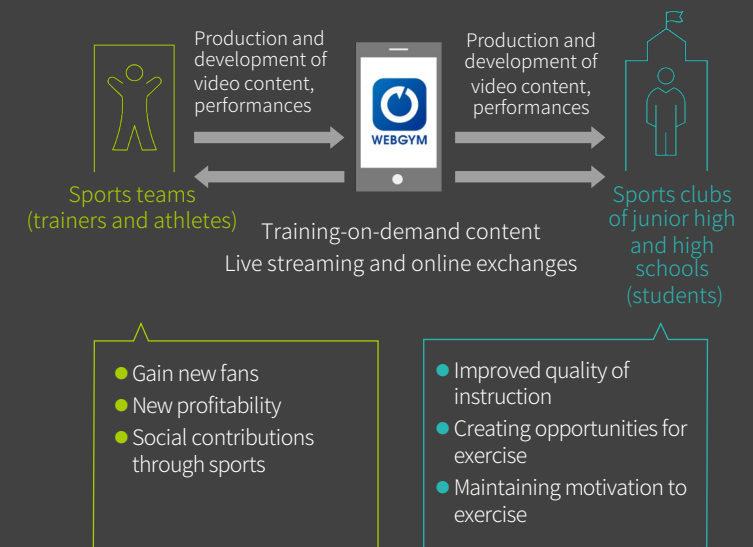 Production and
development of
video content,
performances
WEBGYM
Production and
development of
video content,
performances
Sports teams
(trainers and athletes)
Training-on-demand content
Live streaming and online exchanges
Sports clubs
of junior high
and high
schools
(students)
Gain new fans
New profitability
Social contributions
through sports
Improved quality of
instruction
Creating opportunities for
exercise
Maintaining motivation to
exercise